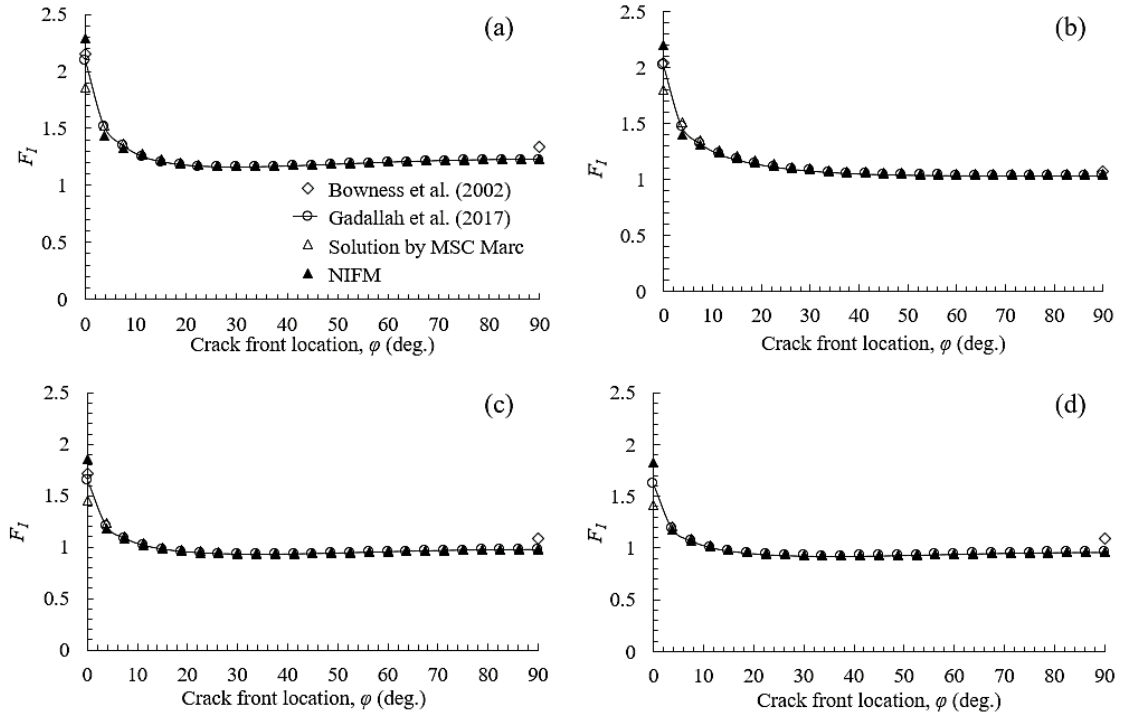 (a)
2.5
2
1.5
1
0.5
0
F_I
Bowness et al. (2002)
Gadallah et al. (2017)
Solution by MSC Marc
NIFM
0 10 20 30 40 50 60 70 80 90
Crack front location, φ (deg.)
(b)
2.5
2
1.5
1
0.5
0
F_I
0 10 20 30 40 50 60 70 80 90
Crack front location, φ (deg.)
(c)
2.5
2
1.5
1
0.5
0
F_I
0 10 20 30 40 50 60 70 80 90
Crack front location, φ (deg.)
(d)
2.5
2
1.5
1
0.5
0
F_I
0 10 20 30 40 50 60 70 80 90
Crack front location, φ (deg.)